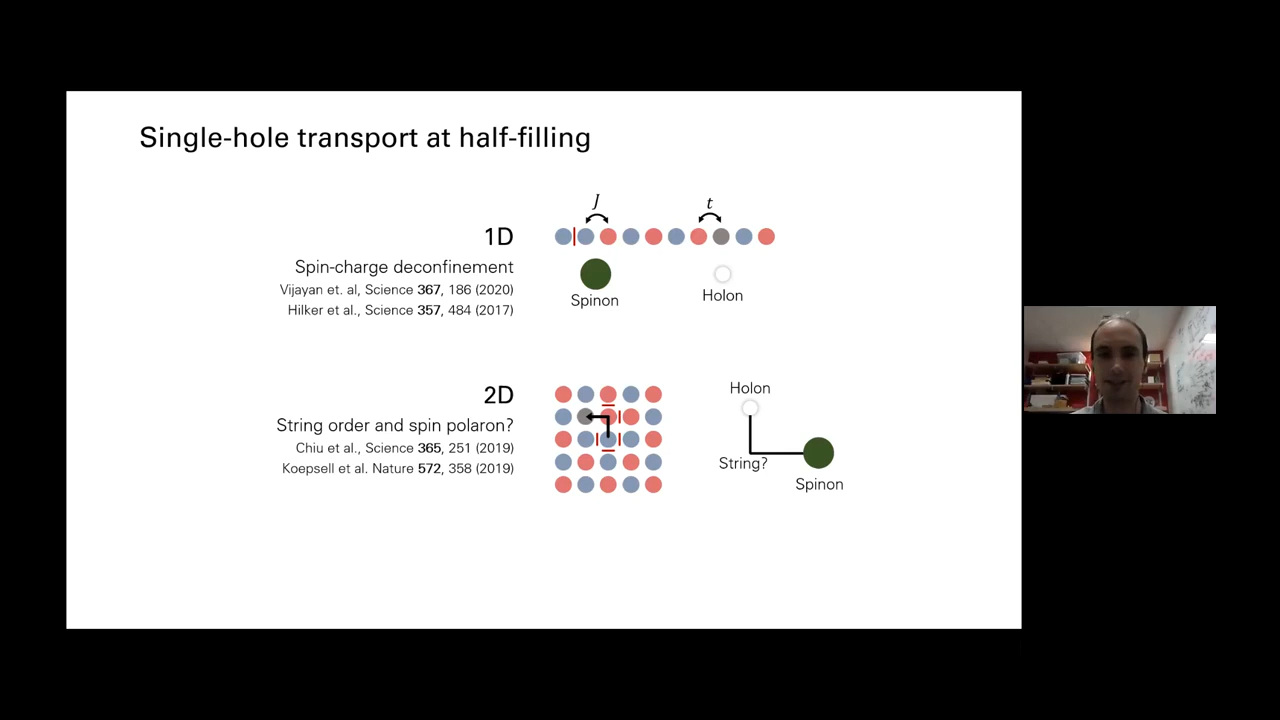 Single-hole transport at half-filling
J
t
1D
Spin-charge deconfinement
Vijayan et. al, Science 367, 186 (2020)
Hilker et al., Science 357, 484 (2017)
Spinon
Holon
2D
String order and spin polaron?
Chiu et al., Science 365, 251 (2019)
Koepsell et al. Nature 572, 358 (2019)
Holon
String?
Spinon